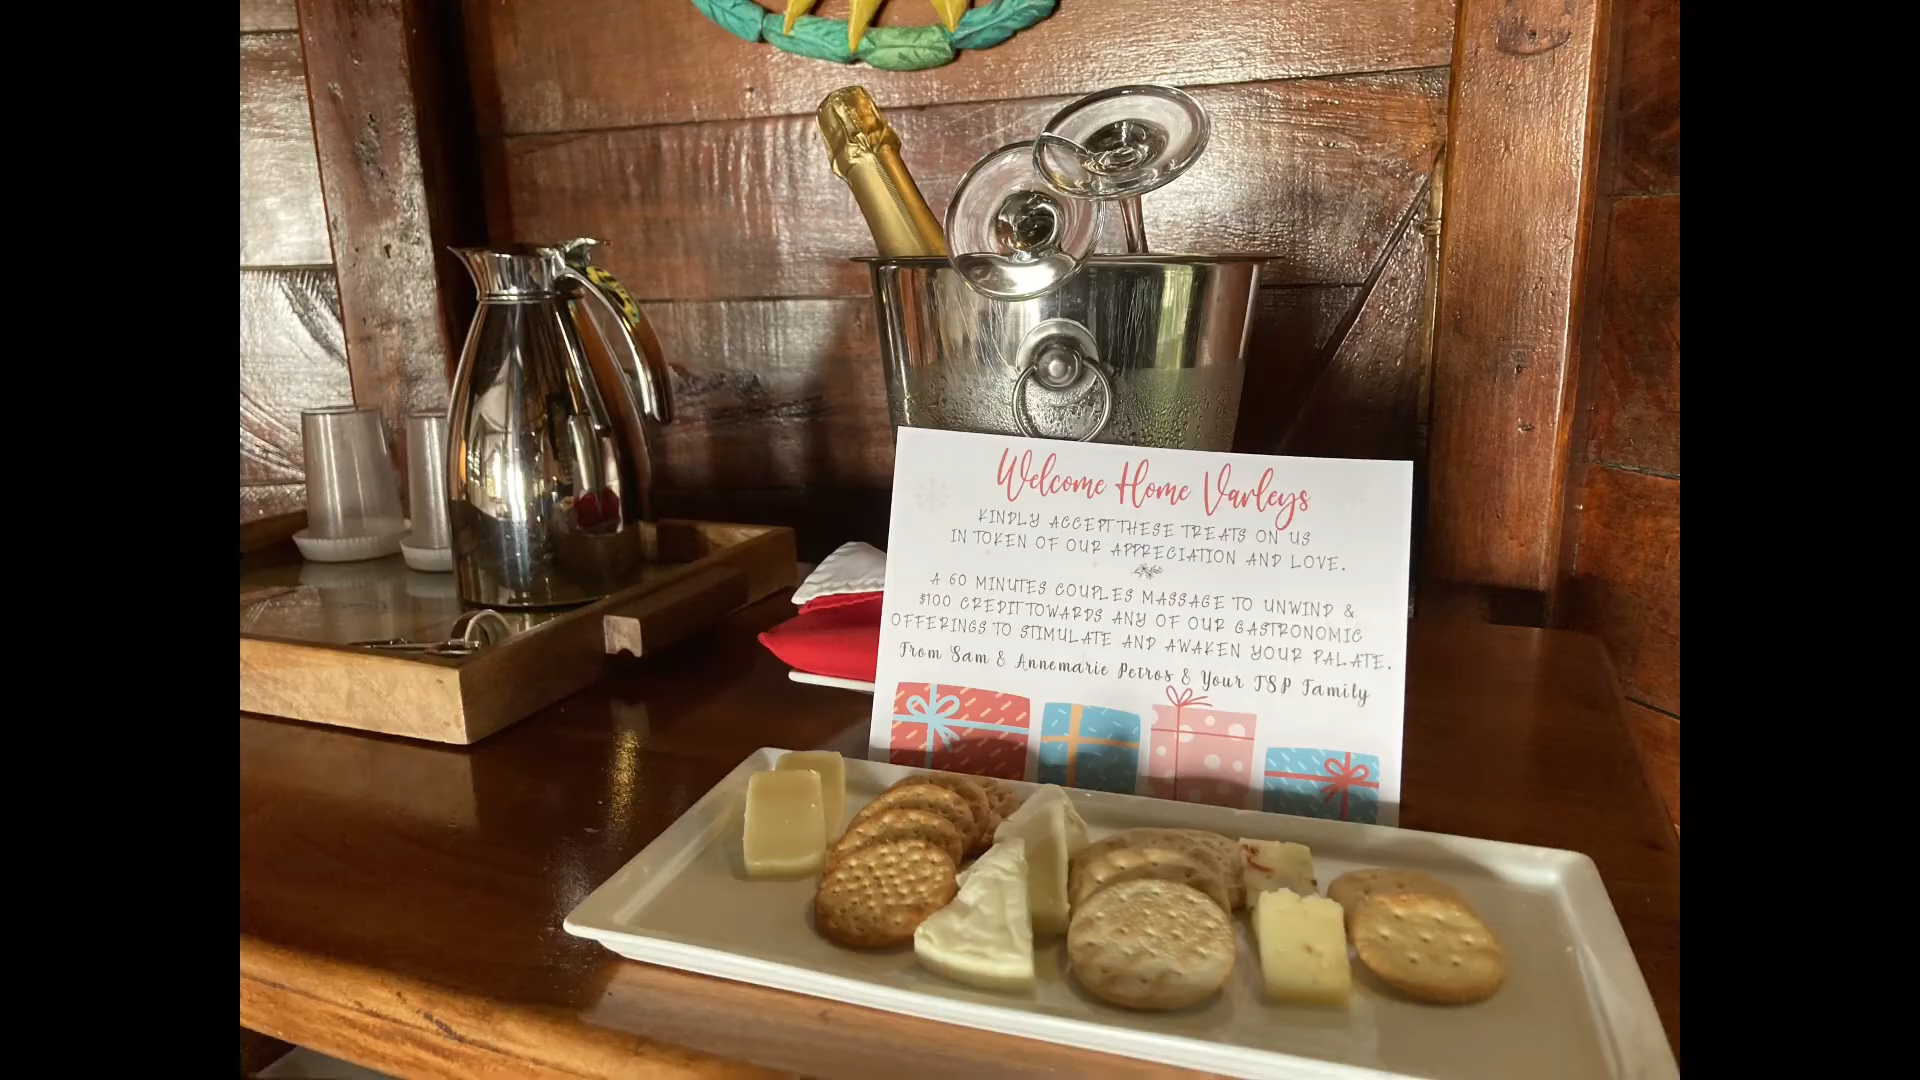 Welcome Home Varleys
KINDLY ACCEPT THESE TREATS ON US
IN TOKEN OF OUR APPRECIATION AND LOVE.
A 60 MINUTES COUPLES MASSAGE TO UNWIND &
$100 CREDIT TOWARDS ANY OF OUR GASTRONOMIC
OFFERINGS TO STIMULATE AND AWAKEN YOUR PALATE.
From Sam & Annemarie Petros & Your TSP Family